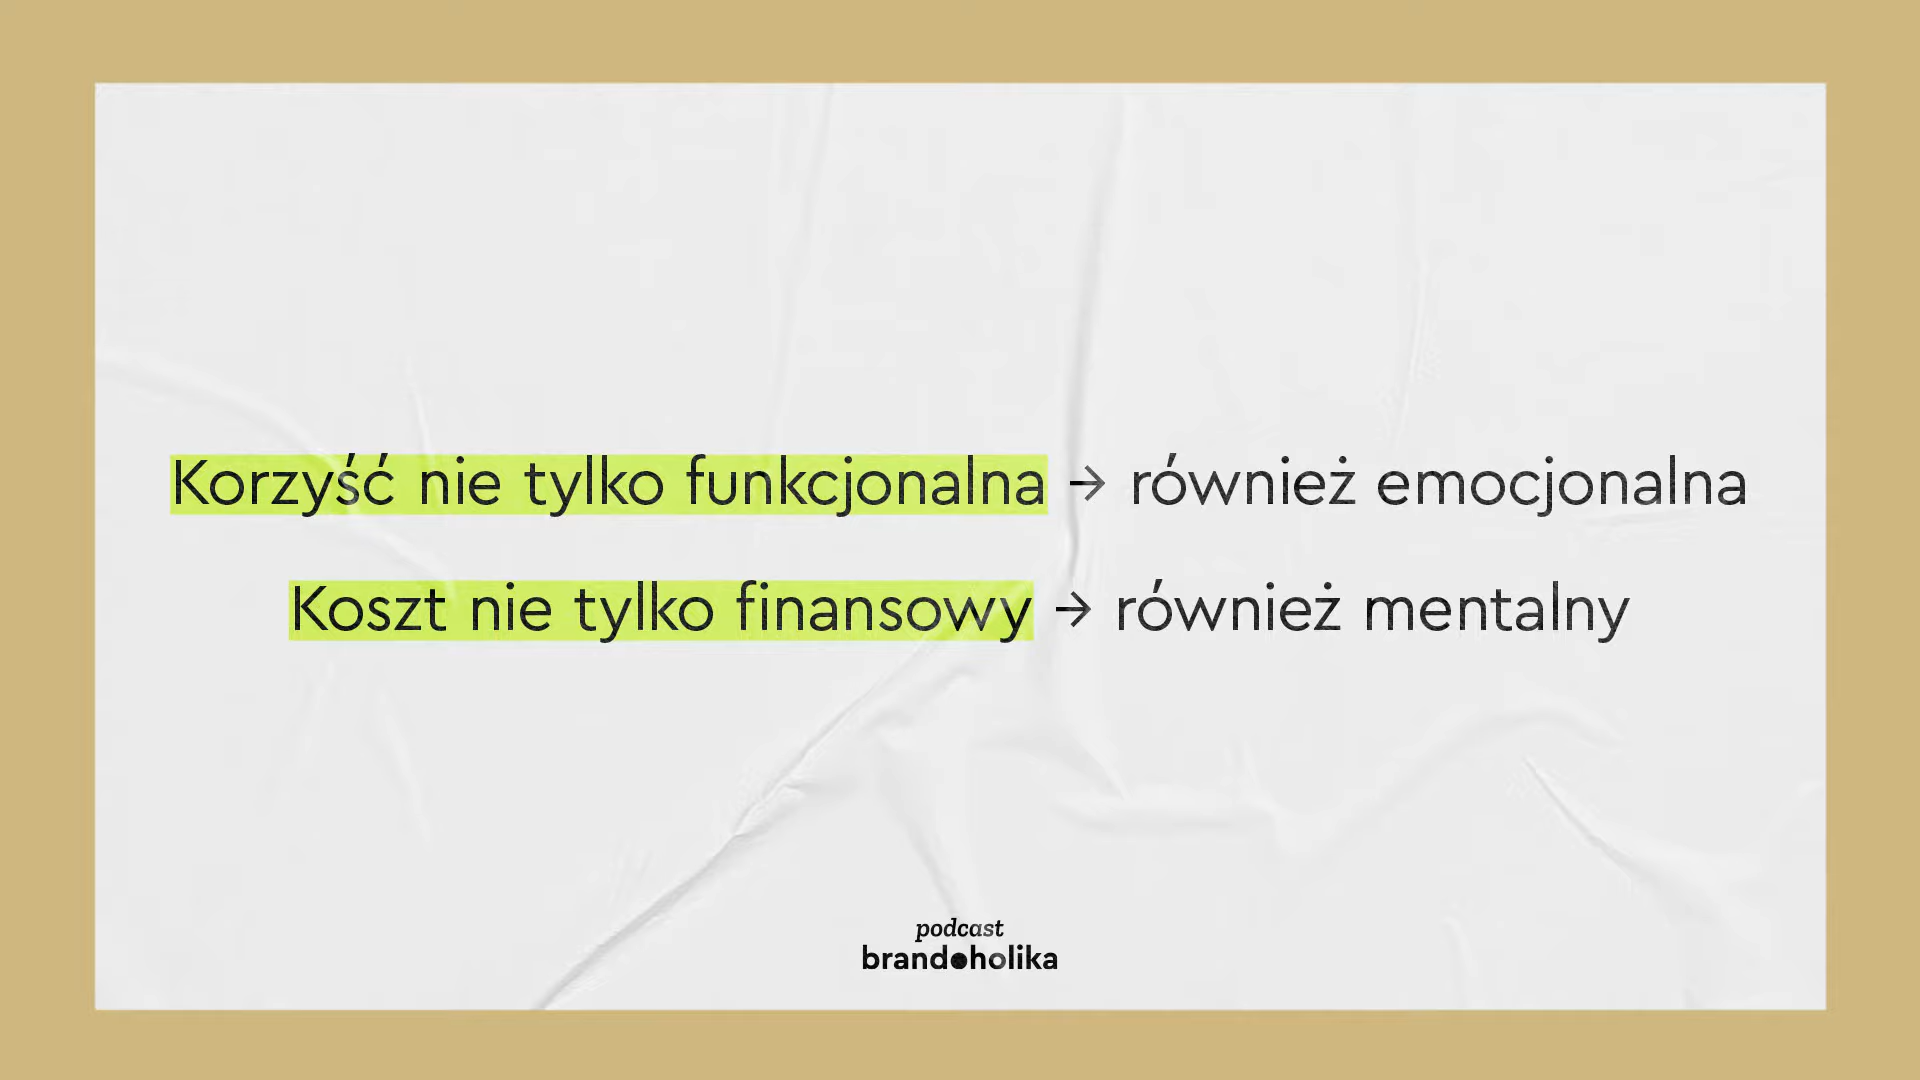 Korzyść nie tylko funkcjonalna → również emocjonalna
Koszt nie tylko finansowy → również mentalny
podcast
brandoholika